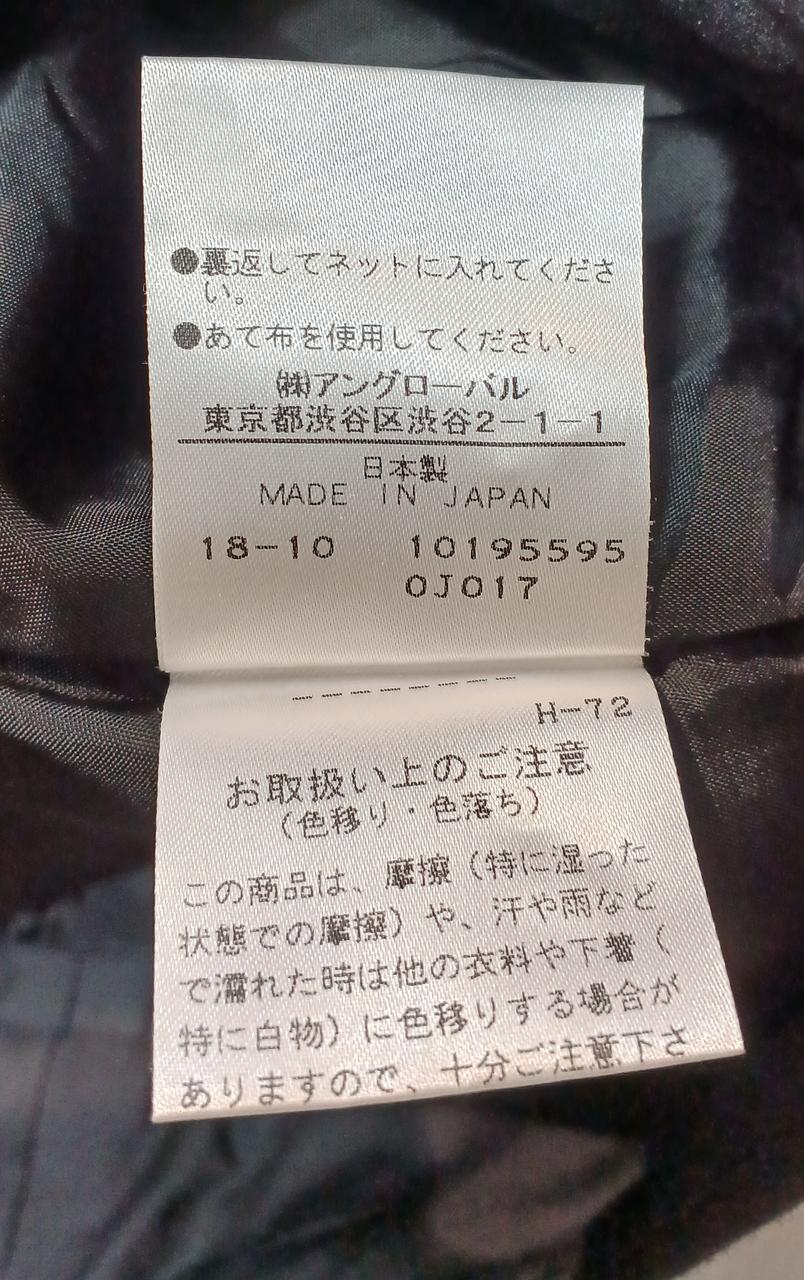 ●裏返してネットに入れてくださ
い。
●あて布を使用してください。
㈱アングローバル
東京都渋谷区渋谷2－1－1
日本製
MADE IN JAPAN
18－10 10195595
0J017
H－72
お取扱い上のご注意
（色移り・色落ち）
この商品は、摩擦（特に湿った
状態での摩擦）や、汗や雨など
で濡れた時は他の衣料や下着（
特に白物）に色移りする場合が
ありますので、十分ご注意下さ